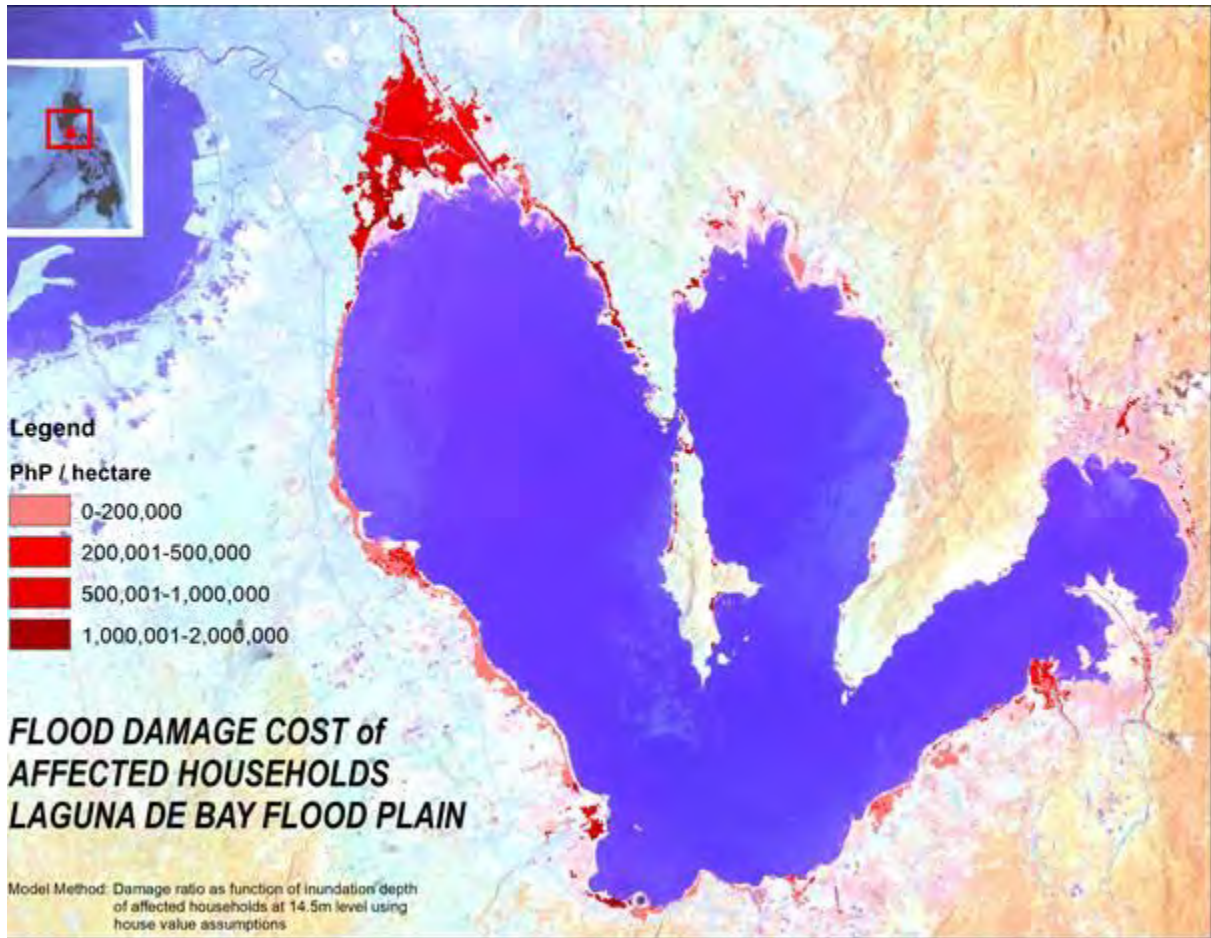 Legend
PhP / hectare
0-200,000
200,001-500,000
500,001-1,000,000
1,000,001-2,000,000
FLOOD DAMAGE COST of
AFFECTED HOUSEHOLDS
LAGUNA DE BAY FLOOD PLAIN
Model Method: Damage ratio as function of inundation depth
of affected households at 14.5m level using
house value assumptions